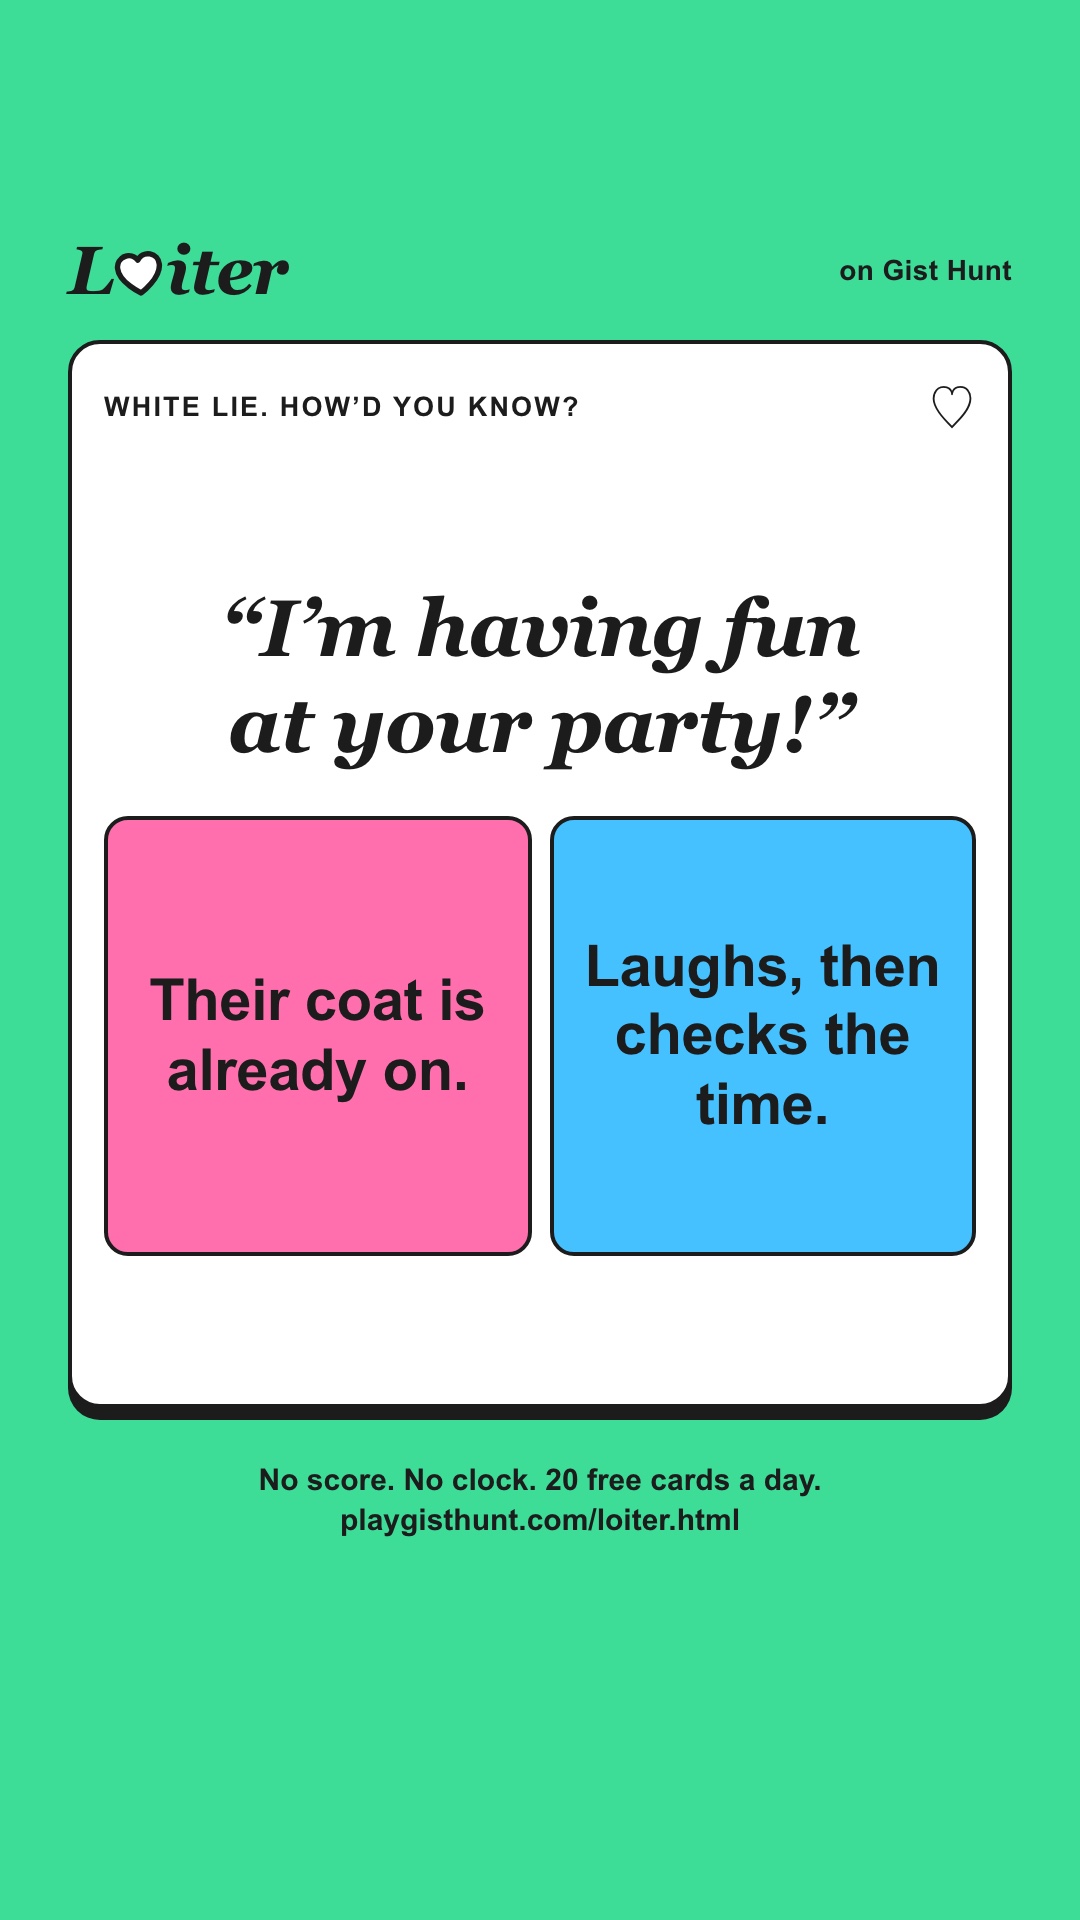 Loiter
on Gist Hunt
WHITE LIE. HOW’D YOU KNOW?
“I’m having fun
at your party!”
Their coat is
already on.
Laughs, then
checks the
time.
No score. No clock. 20 free cards a day.
playgisthunt.com/loiter.html